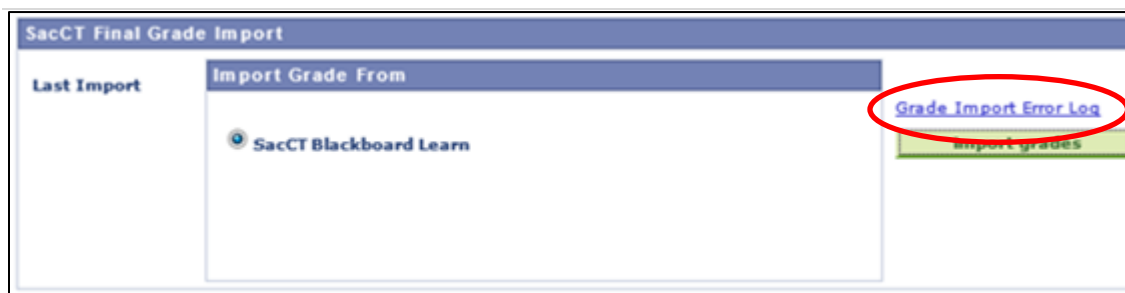 SacCT Final Grade Import
Last Import
Import Grade From
SacCT Blackboard Learn
Grade Import Error Log
Import grades